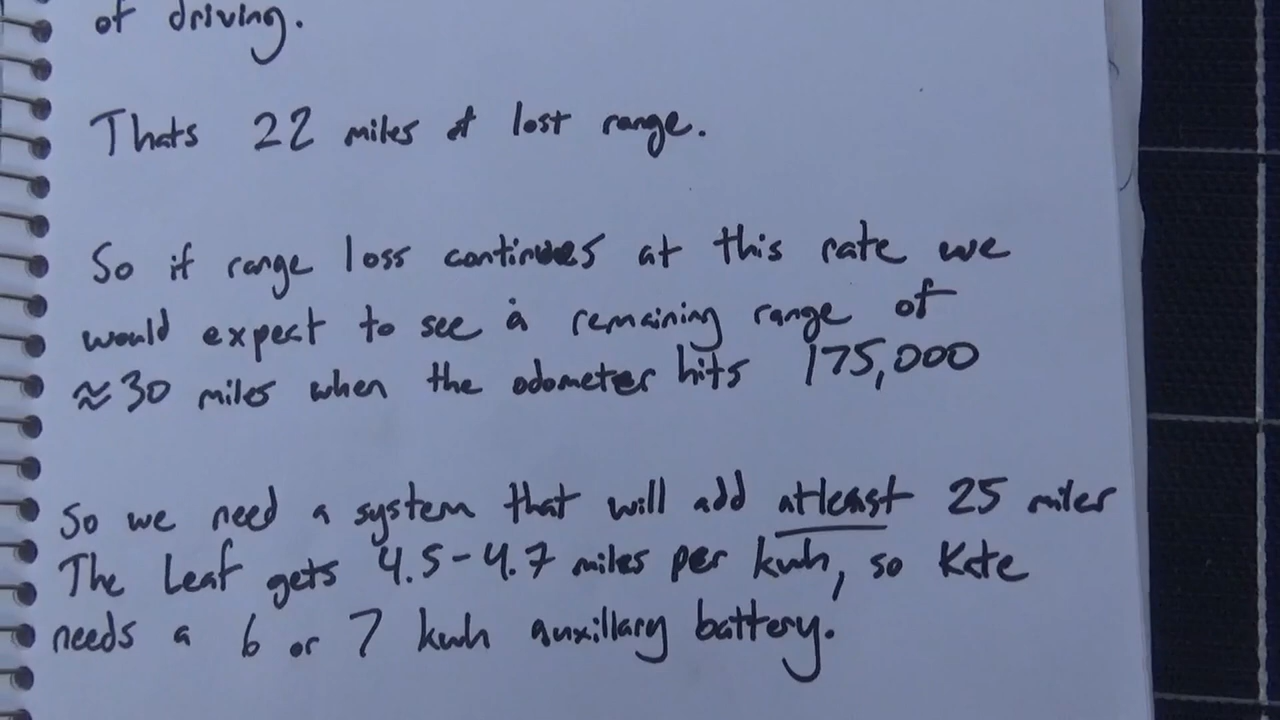 of driving.
Thats 22 miles of lost range.
So if range loss continues at this rate we
would expect to see a remaining range of
≈30 miles when the odometer hits 175,000
So we need a system that will add atleast 25 miles
The Leaf gets 4.5-4.7 miles per kwh, so Kate
needs a 6 or 7 kwh auxillary battery.